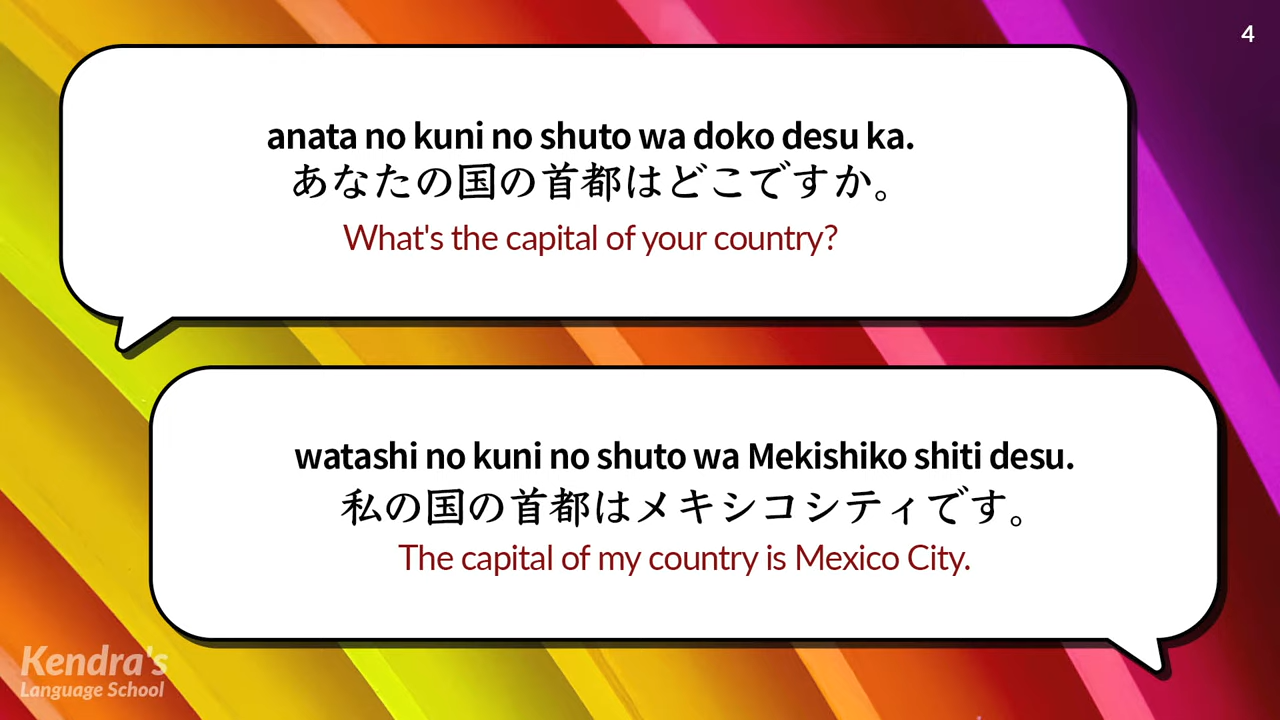 4
anata no kuni no shuto wa doko desu ka.
あなたの国の首都はどこですか。
What's the capital of your country?
watashi no kuni no shuto wa Mekishiko shiti desu.
私の国の首都はメキシコシティです。
The capital of my country is Mexico City.
Kendra's
Language School